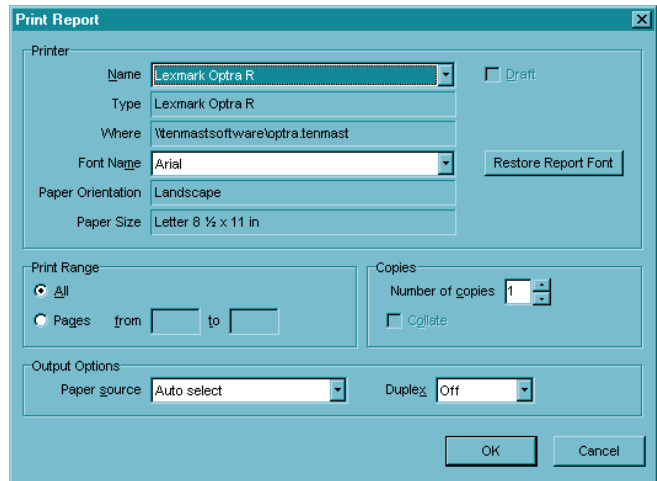 Print Report
Printer
Name Lexmark Optra R Draft
Type Lexmark Optra R
Where \\tenmastsoftware\optra.tenmast
Font Name Arial Restore Report Font
Paper Orientation Landscape
Paper Size Letter 8 ½ x 11 in
Print Range Copies
All Number of copies 1
Pages from to Collate
Output Options
Paper source Auto select Duplex Off
OK Cancel